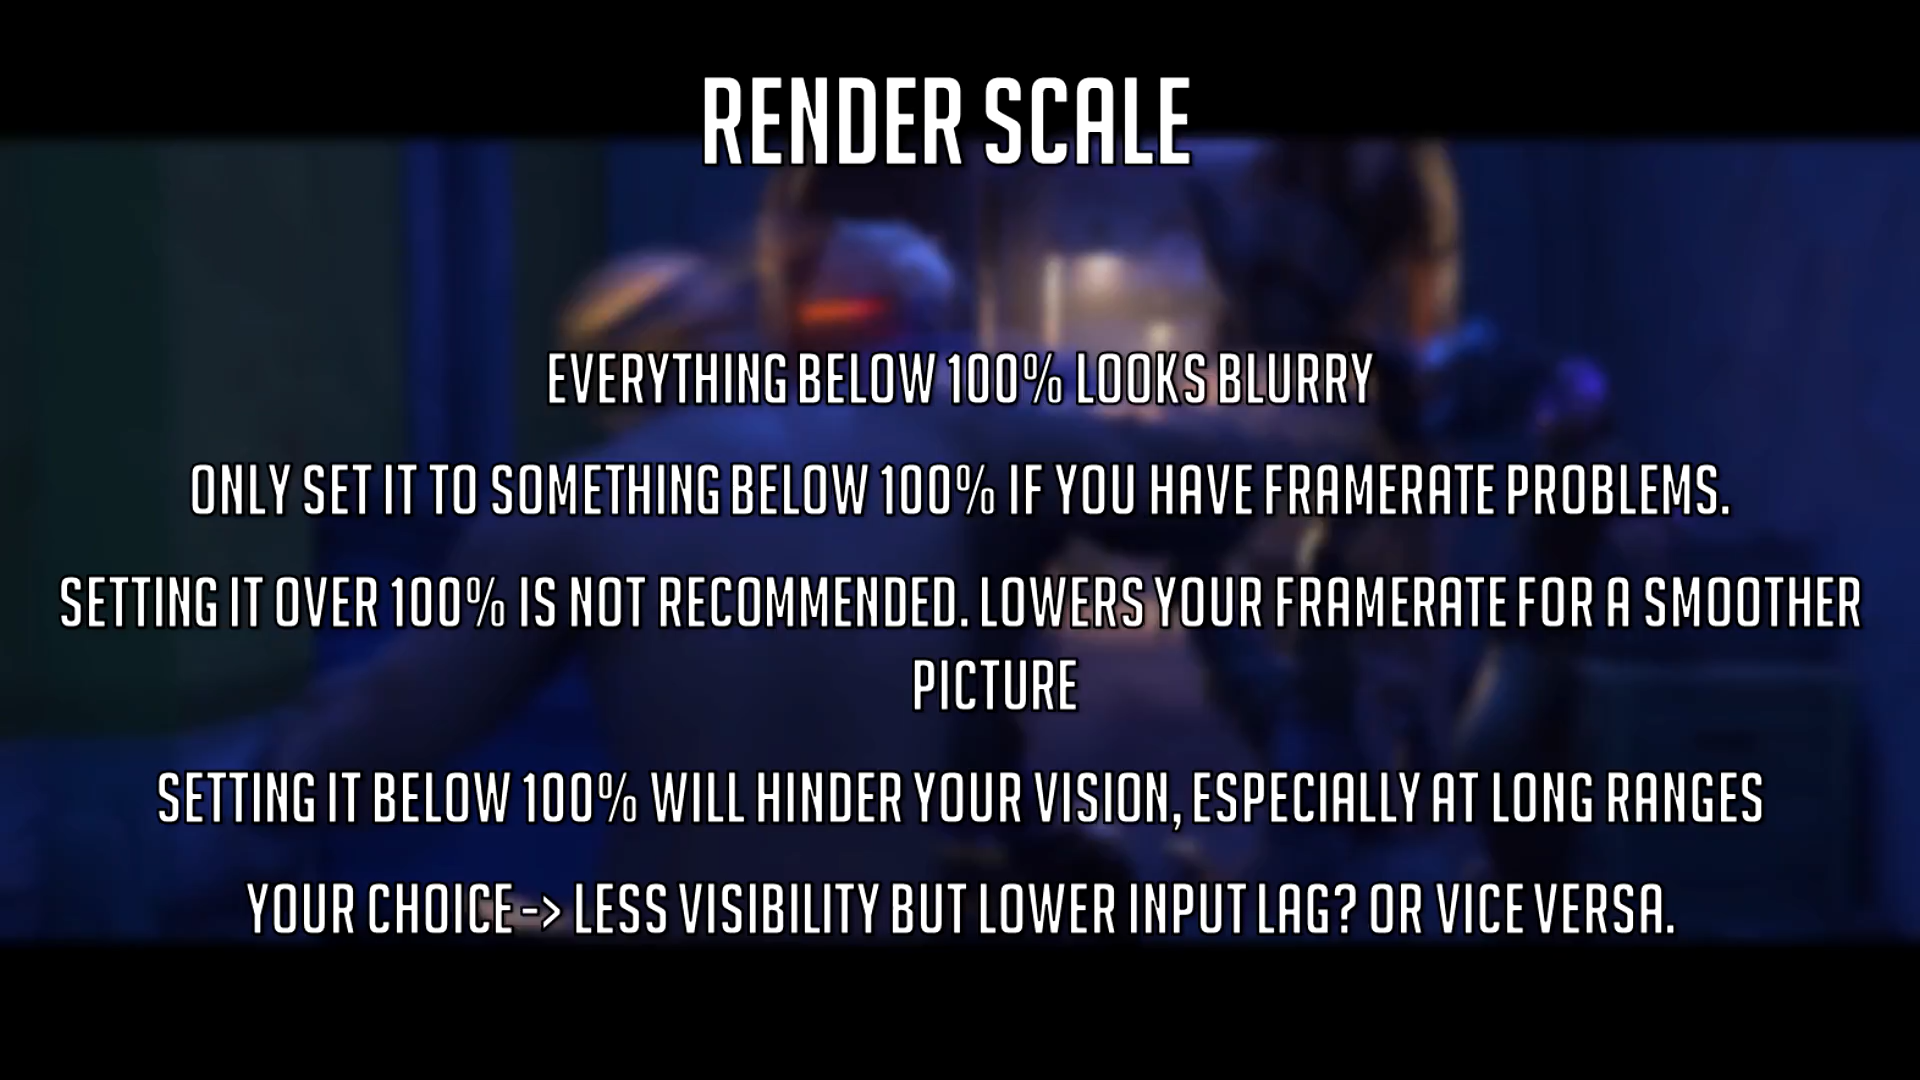 RENDER SCALE
EVERYTHING BELOW 100% LOOKS BLURRY
ONLY SET IT TO SOMETHING BELOW 100% IF YOU HAVE FRAMERATE PROBLEMS.
SETTING IT OVER 100% IS NOT RECOMMENDED. LOWERS YOUR FRAMERATE FOR A SMOOTHER
PICTURE
SETTING IT BELOW 100% WILL HINDER YOUR VISION, ESPECIALLY AT LONG RANGES
YOUR CHOICE -> LESS VISIBILITY BUT LOWER INPUT LAG? OR VICE VERSA.